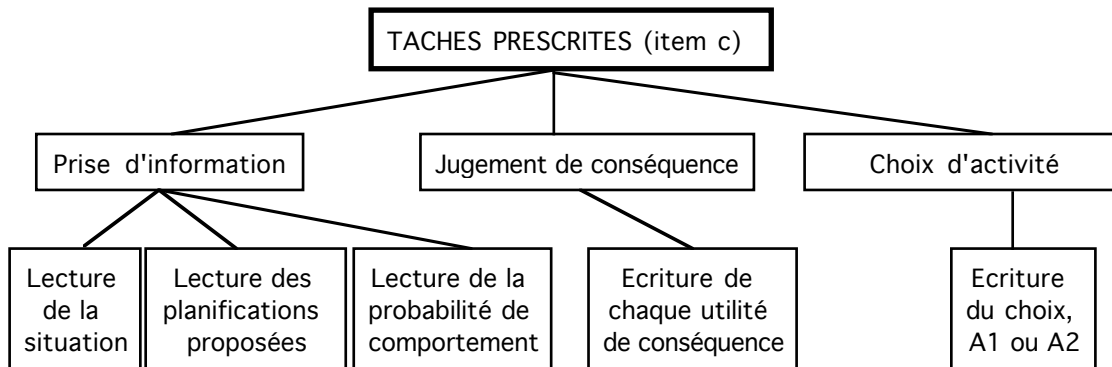 TACHES PRESCRITES (item c)
Prise d'information
Jugement de conséquence
Choix d'activité
Lecture
de la
situation
Lecture des
planifications
proposées
Lecture de la
probabilité de
comportement
Ecriture de
chaque utilité
de conséquence
Ecriture
du choix,
A1 ou A2